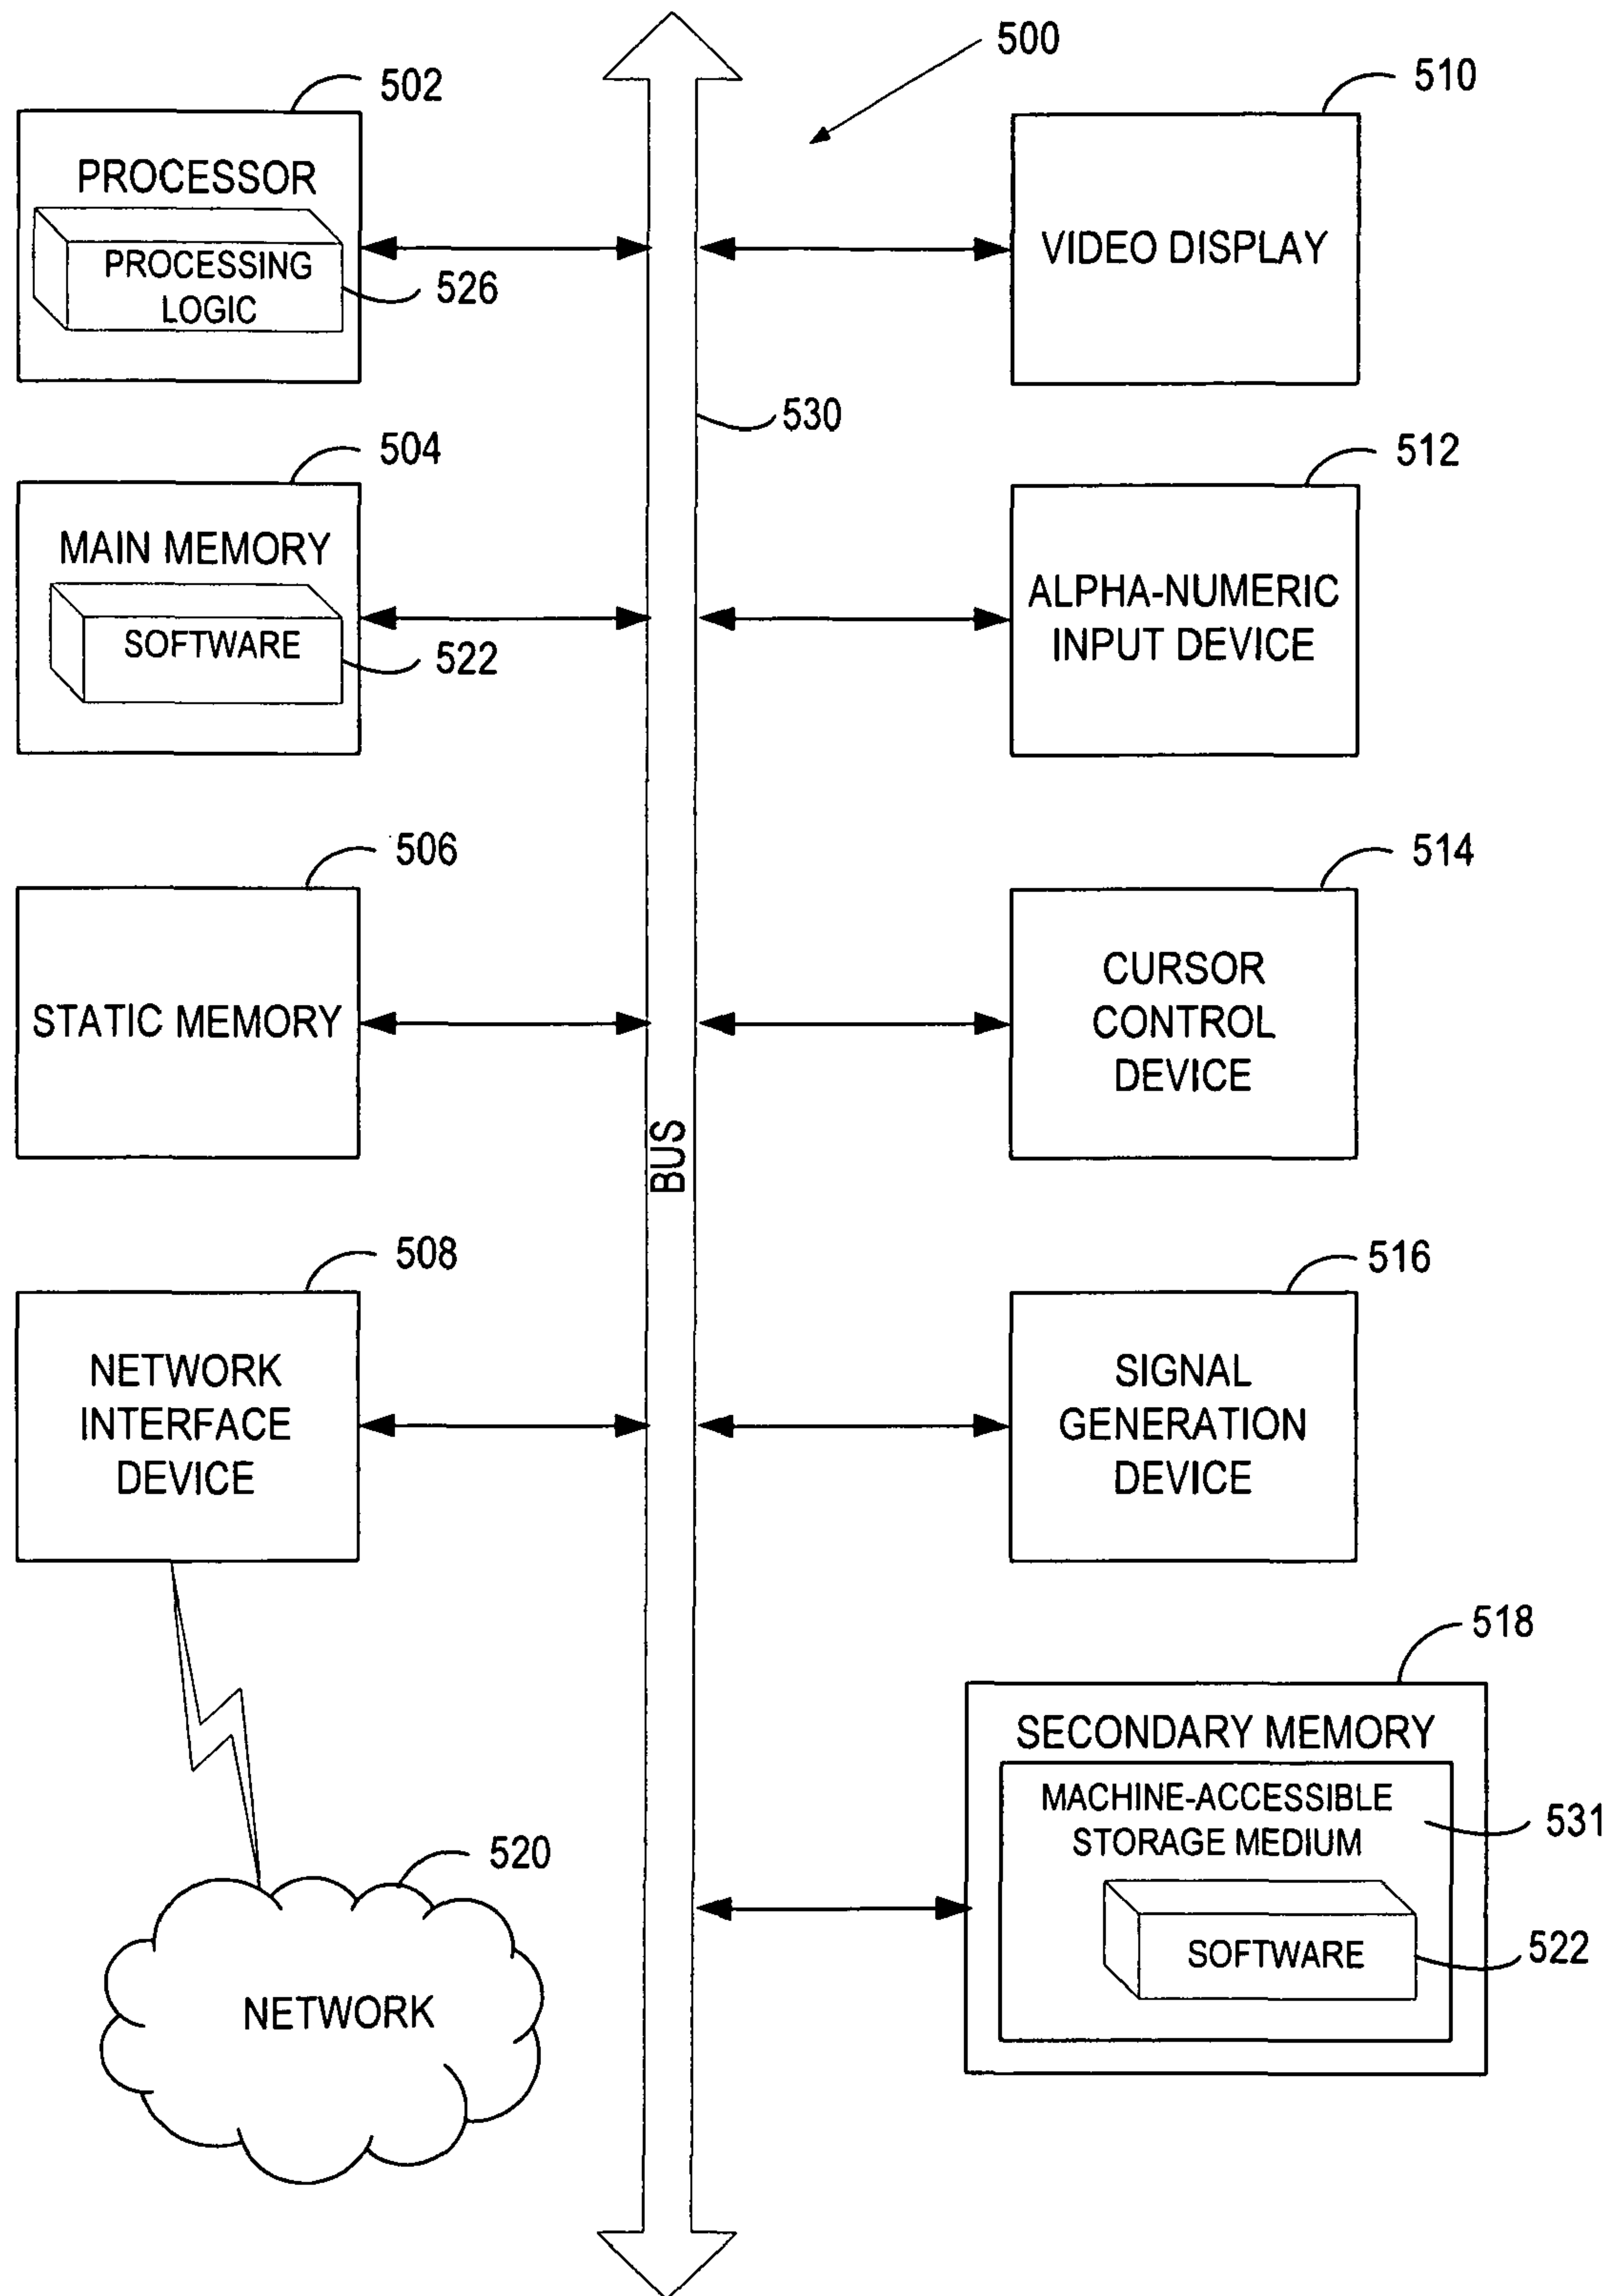 500
502
PROCESSOR
PROCESSING
LOGIC
526
510
VIDEO DISPLAY
530
504
MAIN MEMORY
SOFTWARE
522
512
ALPHA-NUMERIC
INPUT DEVICE
506
STATIC MEMORY
514
CURSOR
CONTROL
DEVICE
BUS
508
NETWORK
INTERFACE
DEVICE
516
SIGNAL
GENERATION
DEVICE
518
SECONDARY MEMORY
MACHINE-ACCESSIBLE
STORAGE MEDIUM
531
SOFTWARE
522
520
NETWORK